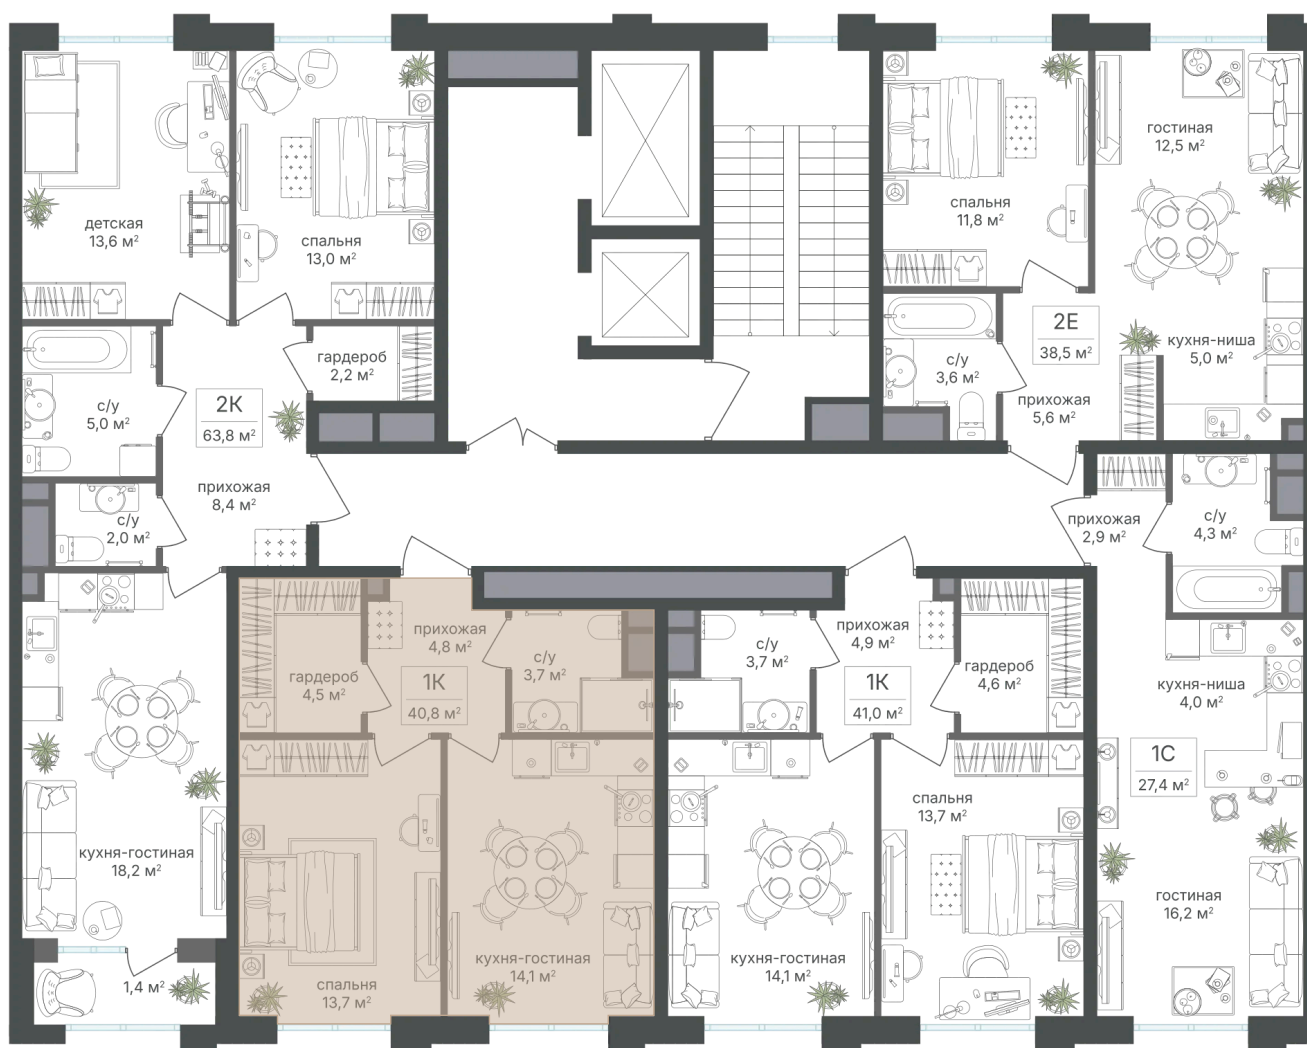 детская
13,6 м²
спальня
13,0 м²
гардероб
2,2 м²
с/у
5,0 м²
2К
63,8 м²
прихожая
8,4 м²
с/у
2,0 м²
кухня-гостиная
18,2 м²
1,4 м²
гардероб
4,5 м²
прихожая
4,8 м²
1К
40,8 м²
с/у
3,7 м²
спальня
13,7 м²
кухня-гостиная
14,1 м²
с/у
3,7 м²
прихожая
4,9 м²
1К
41,0 м²
гардероб
4,6 м²
кухня-гостиная
14,1 м²
спальня
13,7 м²
спальня
11,8 м²
гостиная
12,5 м²
2Е
38,5 м²
кухня-ниша
5,0 м²
с/у
3,6 м²
прихожая
5,6 м²
прихожая
2,9 м²
с/у
4,3 м²
кухня-ниша
4,0 м²
1С
27,4 м²
гостиная
16,2 м²